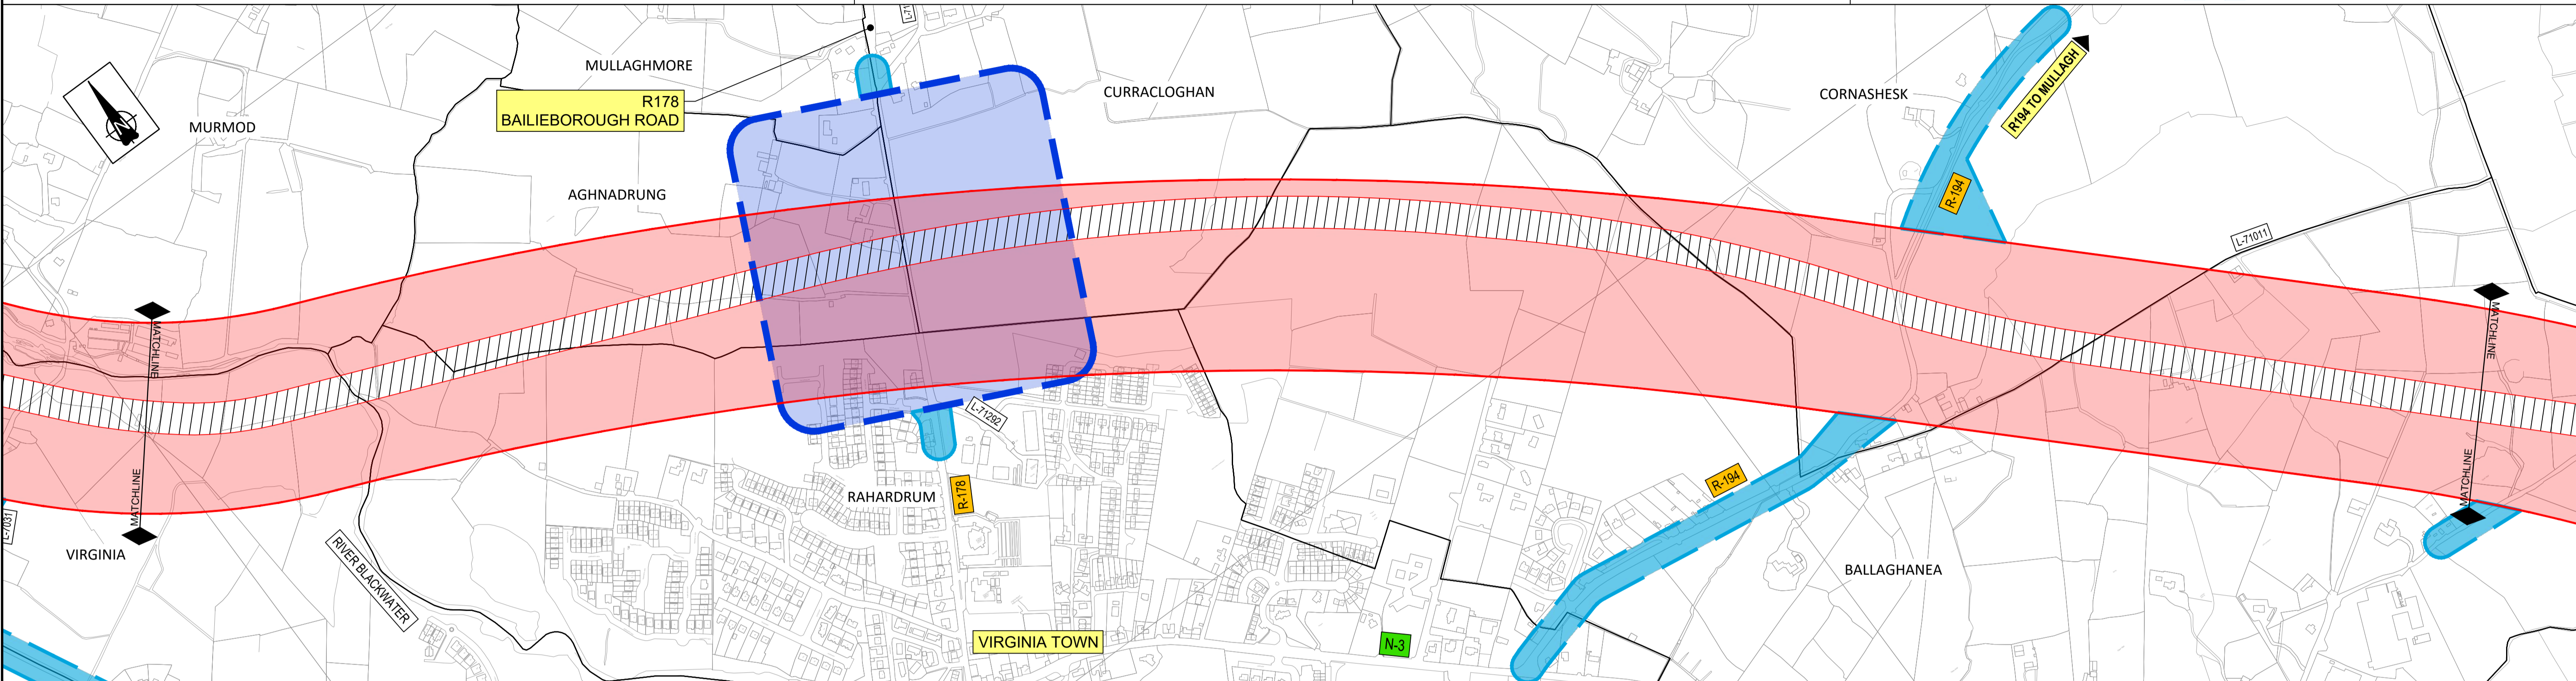 MULLAGHMORE
R178
BAILIEBOROUGH ROAD
CURRACLOGHAN
CORNASHESK
R194 TO MULLAGH
MURMOD
N
AGHNADRUNG
R-194
L-71011
MATCHLINE
MATCHLINE
L-71292
RAHARDRUM
R-178
R-194
MATCHLINE
MATCHLINE
L-7031
VIRGINIA
RIVER BLACKWATER
BALLAGHANEA
VIRGINIA TOWN
N-3